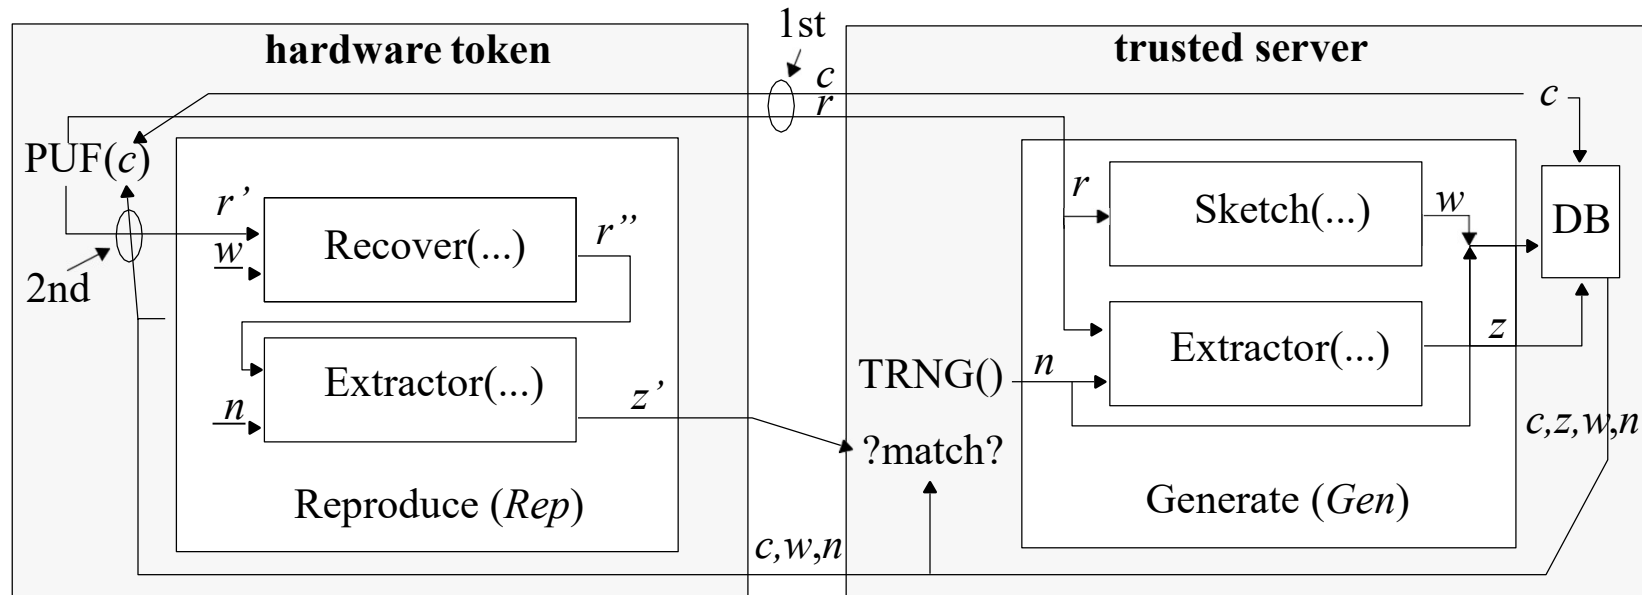 1st
hardware token
trusted server
c
r
c
PUF(c)
r’
w
Recover(...)
r’’
2nd
r
Sketch(...)
w
DB
Extractor(...)
n
z’
TRNG()
n
Extractor(...)
z
?match?
c,z,w,n
Reproduce (Rep)
Generate (Gen)
c,w,n